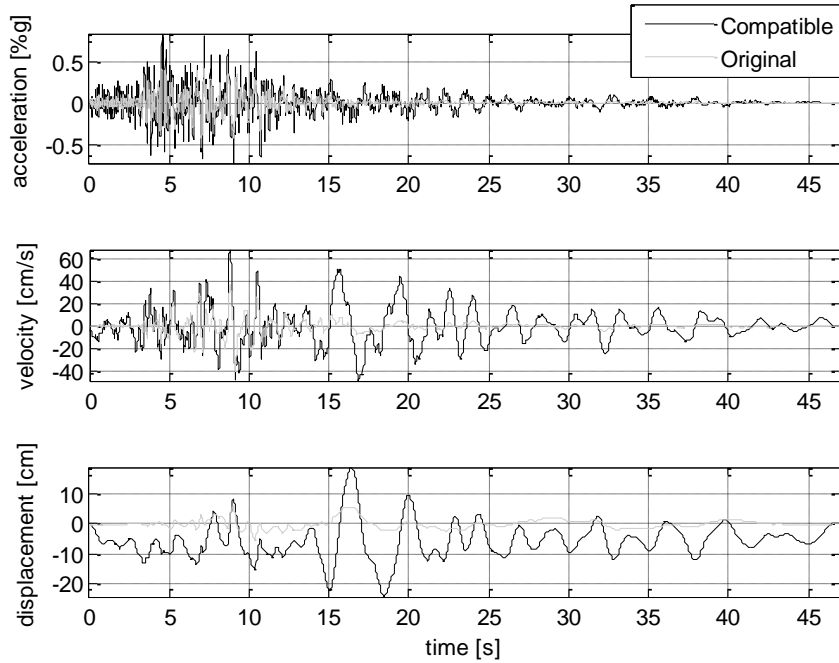 Compatible
Original
acceleration [%g]
0.5
0
-0.5
0 5 10 15 20 25 30 35 40 45
velocity [cm/s]
60
40
20
0
-20
-40
0 5 10 15 20 25 30 35 40 45
displacement [cm]
10
0
-10
-20
0 5 10 15 20 25 30 35 40 45
time [s]